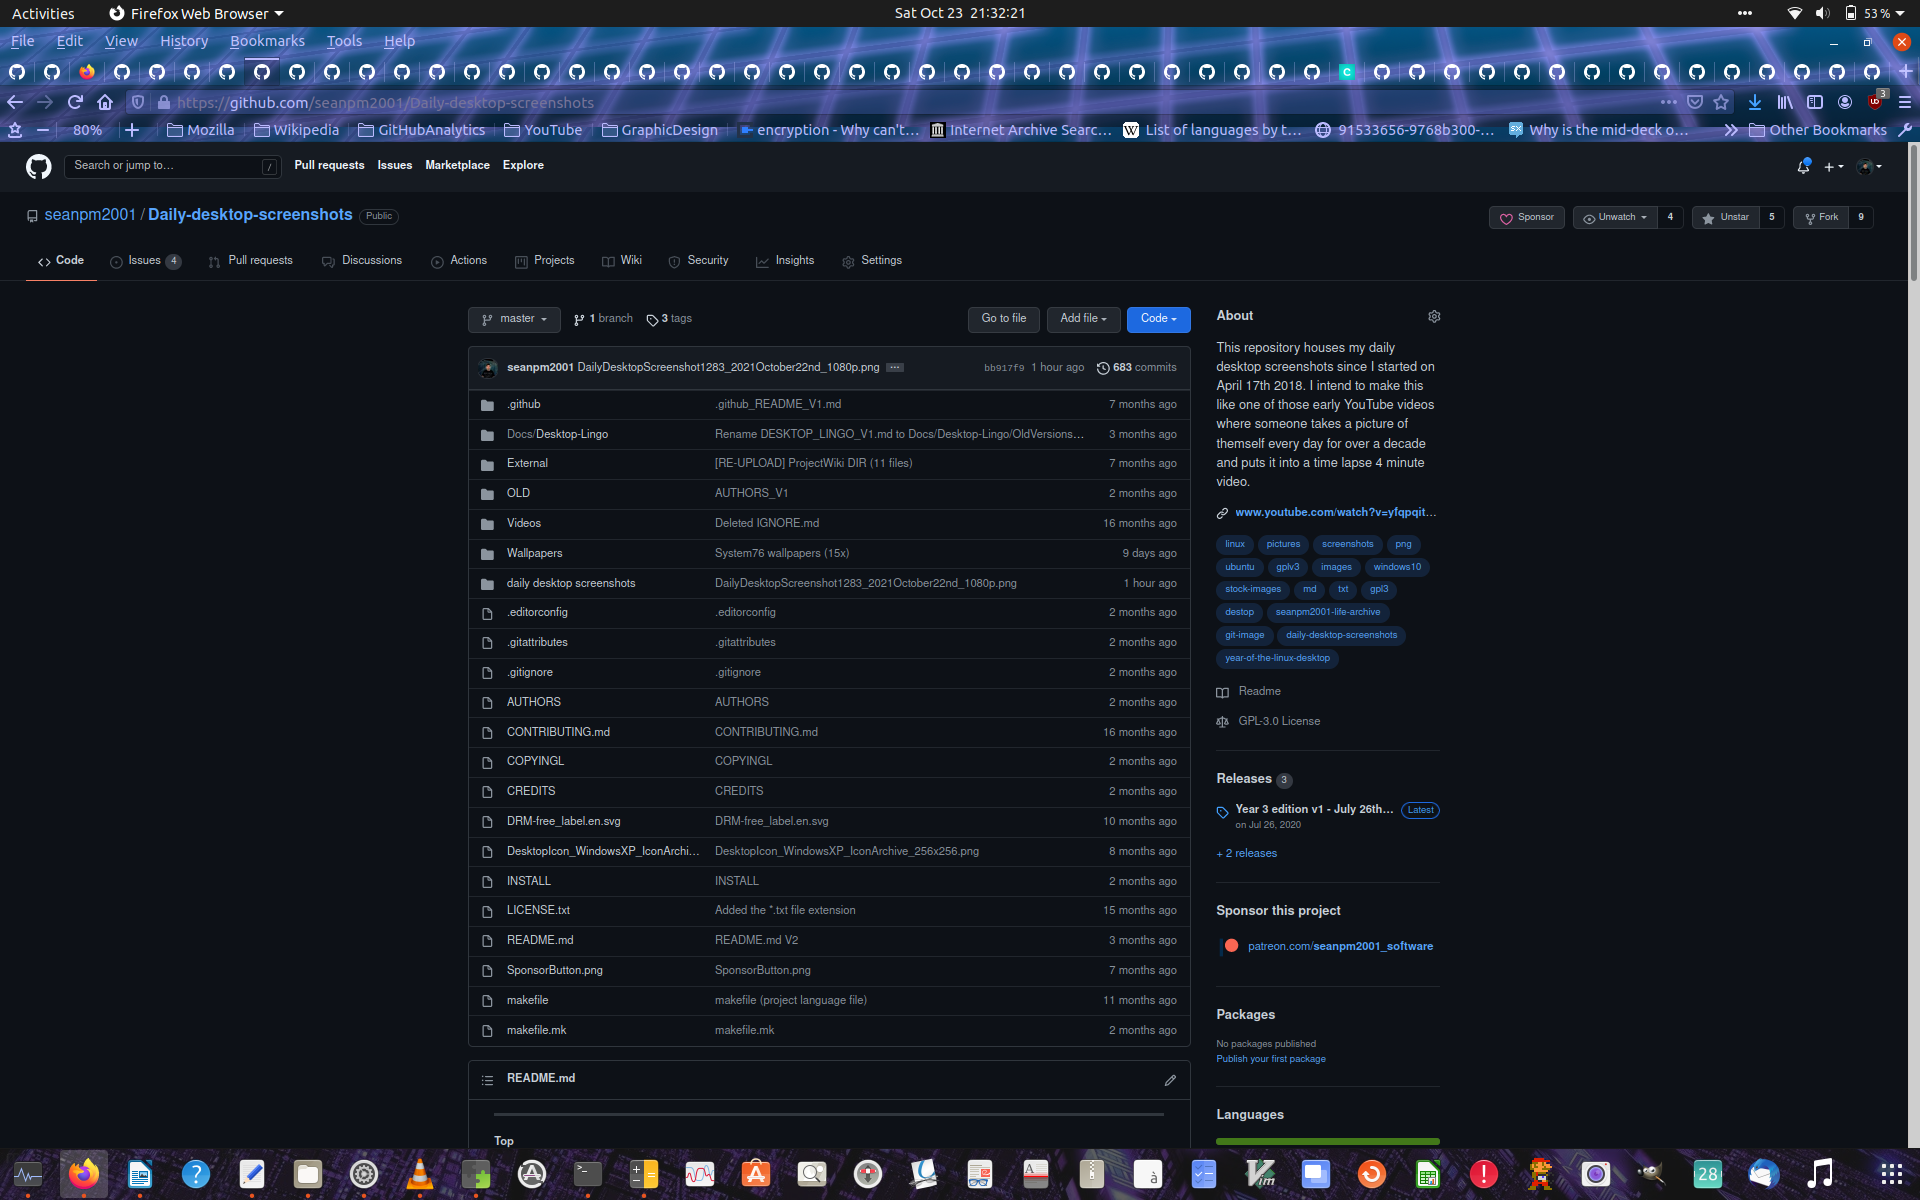 Activities
Firefox Web Browser
Sat Oct 23 21:32:21
53 %
File Edit View History Bookmarks Tools Help
https://github.com/seanpm2001/Daily-desktop-screenshots
3
80%
Mozilla
Wikipedia
GitHubAnalytics
YouTube
GraphicDesign
encryption - Why can't...
Internet Archive Searc...
List of languages by t...
91533656-9768b300-...
Why is the mid-deck o...
Other Bookmarks
Search or jump to...
/
Pull requests Issues Marketplace Explore
seanpm2001 / Daily-desktop-screenshots Public
Sponsor
Unwatch 4
Unstar 5
Fork 9
Code
Issues 4
Pull requests
Discussions
Actions
Projects
Wiki
Security
Insights
Settings
master
1 branch
3 tags
Go to file
Add file
Code
seanpm2001 DailyDesktopScreenshot1283_2021October22nd_1080p.png ... bb917f9 1 hour ago 683 commits
.github .github_README_V1.md 7 months ago
Docs/Desktop-Lingo Rename DESKTOP_LINGO_V1.md to Docs/Desktop-Lingo/OldVersions... 3 months ago
External [RE-UPLOAD] ProjectWiki DIR (11 files) 7 months ago
OLD AUTHORS_V1 2 months ago
Videos Deleted IGNORE.md 16 months ago
Wallpapers System76 wallpapers (15x) 9 days ago
daily desktop screenshots DailyDesktopScreenshot1283_2021October22nd_1080p.png 1 hour ago
.editorconfig .editorconfig 2 months ago
.gitattributes .gitattributes 2 months ago
.gitignore .gitignore 2 months ago
AUTHORS AUTHORS 2 months ago
CONTRIBUTING.md CONTRIBUTING.md 16 months ago
COPYINGL COPYINGL 2 months ago
CREDITS CREDITS 2 months ago
DRM-free_label.en.svg DRM-free_label.en.svg 10 months ago
DesktopIcon_WindowsXP_IconArchi... DesktopIcon_WindowsXP_IconArchive_256x256.png 8 months ago
INSTALL INSTALL 2 months ago
LICENSE.txt Added the *.txt file extension 15 months ago
README.md README.md V2 3 months ago
SponsorButton.png SponsorButton.png 7 months ago
makefile makefile (project language file) 11 months ago
makefile.mk makefile.mk 2 months ago
README.md
Top
About
This repository houses my daily
desktop screenshots since I started on
April 17th 2018. I intend to make this
like one of those early YouTube videos
where someone takes a picture of
themself every day for over a decade
and puts it into a time lapse 4 minute
video.
www.youtube.com/watch?v=yfqpqit...
linux pictures screenshots png
ubuntu gplv3 images windows10
stock-images md txt gpl3
destop seanpm2001-life-archive
git-image daily-desktop-screenshots
year-of-the-linux-desktop
Readme
GPL-3.0 License
Releases 3
Year 3 edition v1 - July 26th... Latest
on Jul 26, 2020
+ 2 releases
Sponsor this project
patreon.com/seanpm2001_software
Packages
No packages published
Publish your first package
Languages
28